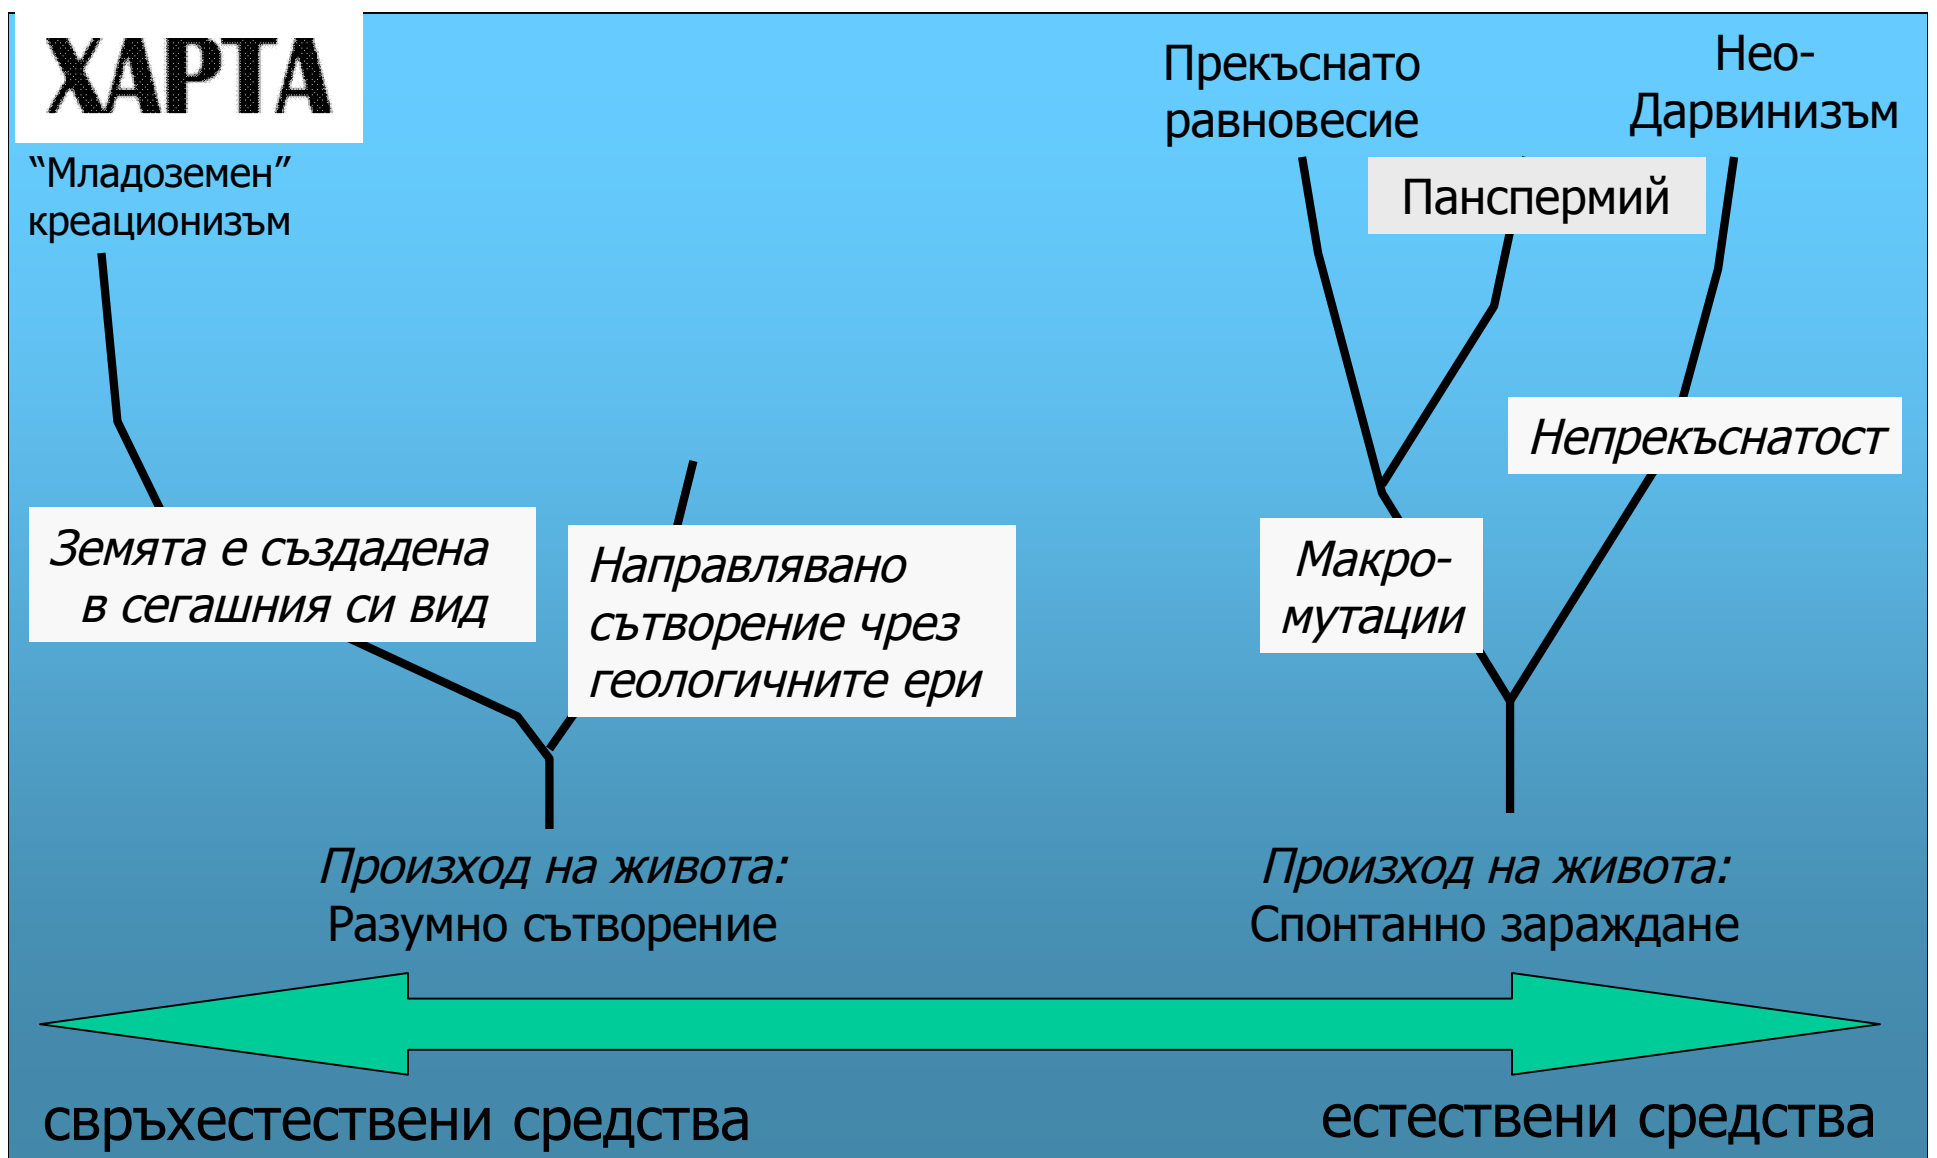 ХАРТА
“Младоземен”
креационизъм
Прекъснато
равновесие
Панспермий
Нео-
Дарвинизъм
Непрекъснатост
Земята е създадена
в сегашния си вид
Направлявано
сътворение чрез
геологичните ери
Макро-
мутации
Произход на живота:
Разумно сътворение
Произход на живота:
Спонтанно зараждане
свръхестествени средства
естествени средства